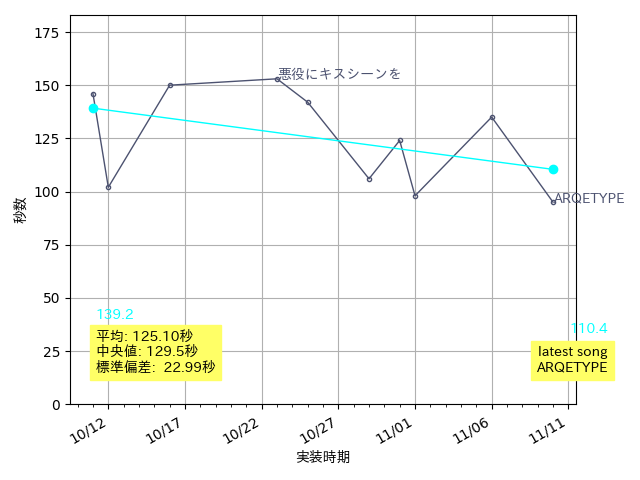 175
150
125
100
75
50
25
0
秒数
悪役にキスシーンを
ARQETYPE
139.2
110.4
平均: 125.10秒
中央値: 129.5秒
標準偏差: 22.99秒
latest song
ARQETYPE
10/12
10/17
10/22
10/27
11/01
11/06
11/11
実装時期